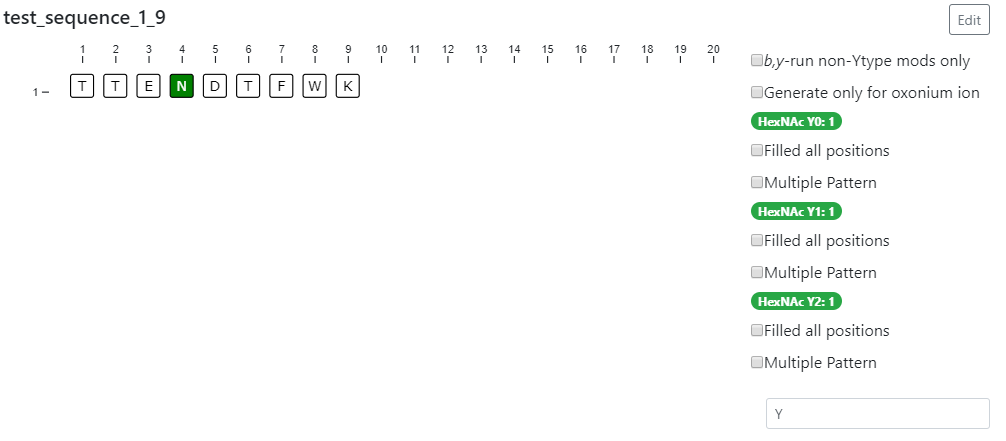 test_sequence_1_9
Edit
1 2 3 4 5 6 7 8 9 10 11 12 13 14 15 16 17 18 19 20
1 T T E N D T F W K
b,y-run non-Ytype mods only
Generate only for oxonium ion
HexNAc Y0: 1
Filled all positions
Multiple Pattern
HexNAc Y1: 1
Filled all positions
Multiple Pattern
HexNAc Y2: 1
Filled all positions
Multiple Pattern
Y